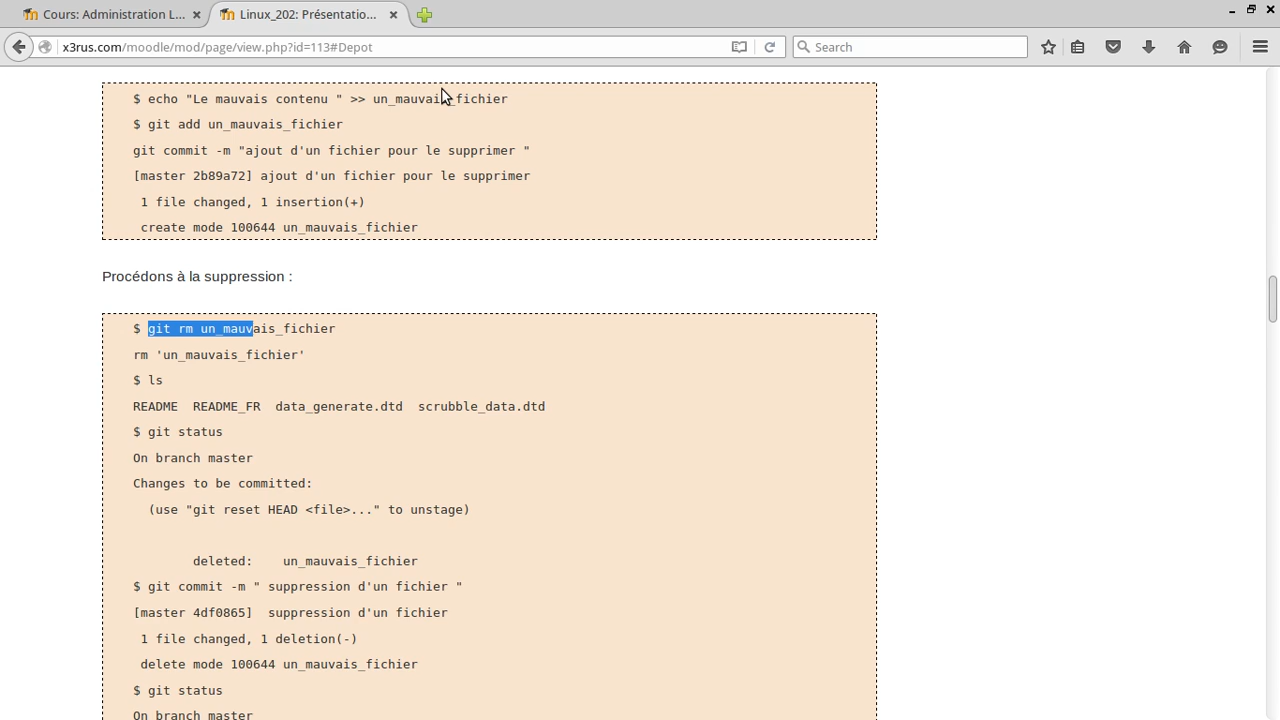 Cours: Administration L...
Linux_202: Présentatio...
x3rus.com/moodle/mod/page/view.php?id=113#Depot
Search
$ echo "Le mauvais contenu " >> un_mauvais_fichier
$ git add un_mauvais_fichier
git commit -m "ajout d'un fichier pour le supprimer "
[master 2b89a72] ajout d'un fichier pour le supprimer
1 file changed, 1 insertion(+)
create mode 100644 un_mauvais_fichier
Procédons à la suppression :
$ git rm un_mauvais_fichier
rm 'un_mauvais_fichier'
$ ls
README  README_FR  data_generate.dtd  scrubble_data.dtd
$ git status
On branch master
Changes to be committed:
(use "git reset HEAD <file>..." to unstage)
deleted:    un_mauvais_fichier
$ git commit -m " suppression d'un fichier "
[master 4df0865]  suppression d'un fichier
1 file changed, 1 deletion(-)
delete mode 100644 un_mauvais_fichier
$ git status
On branch master